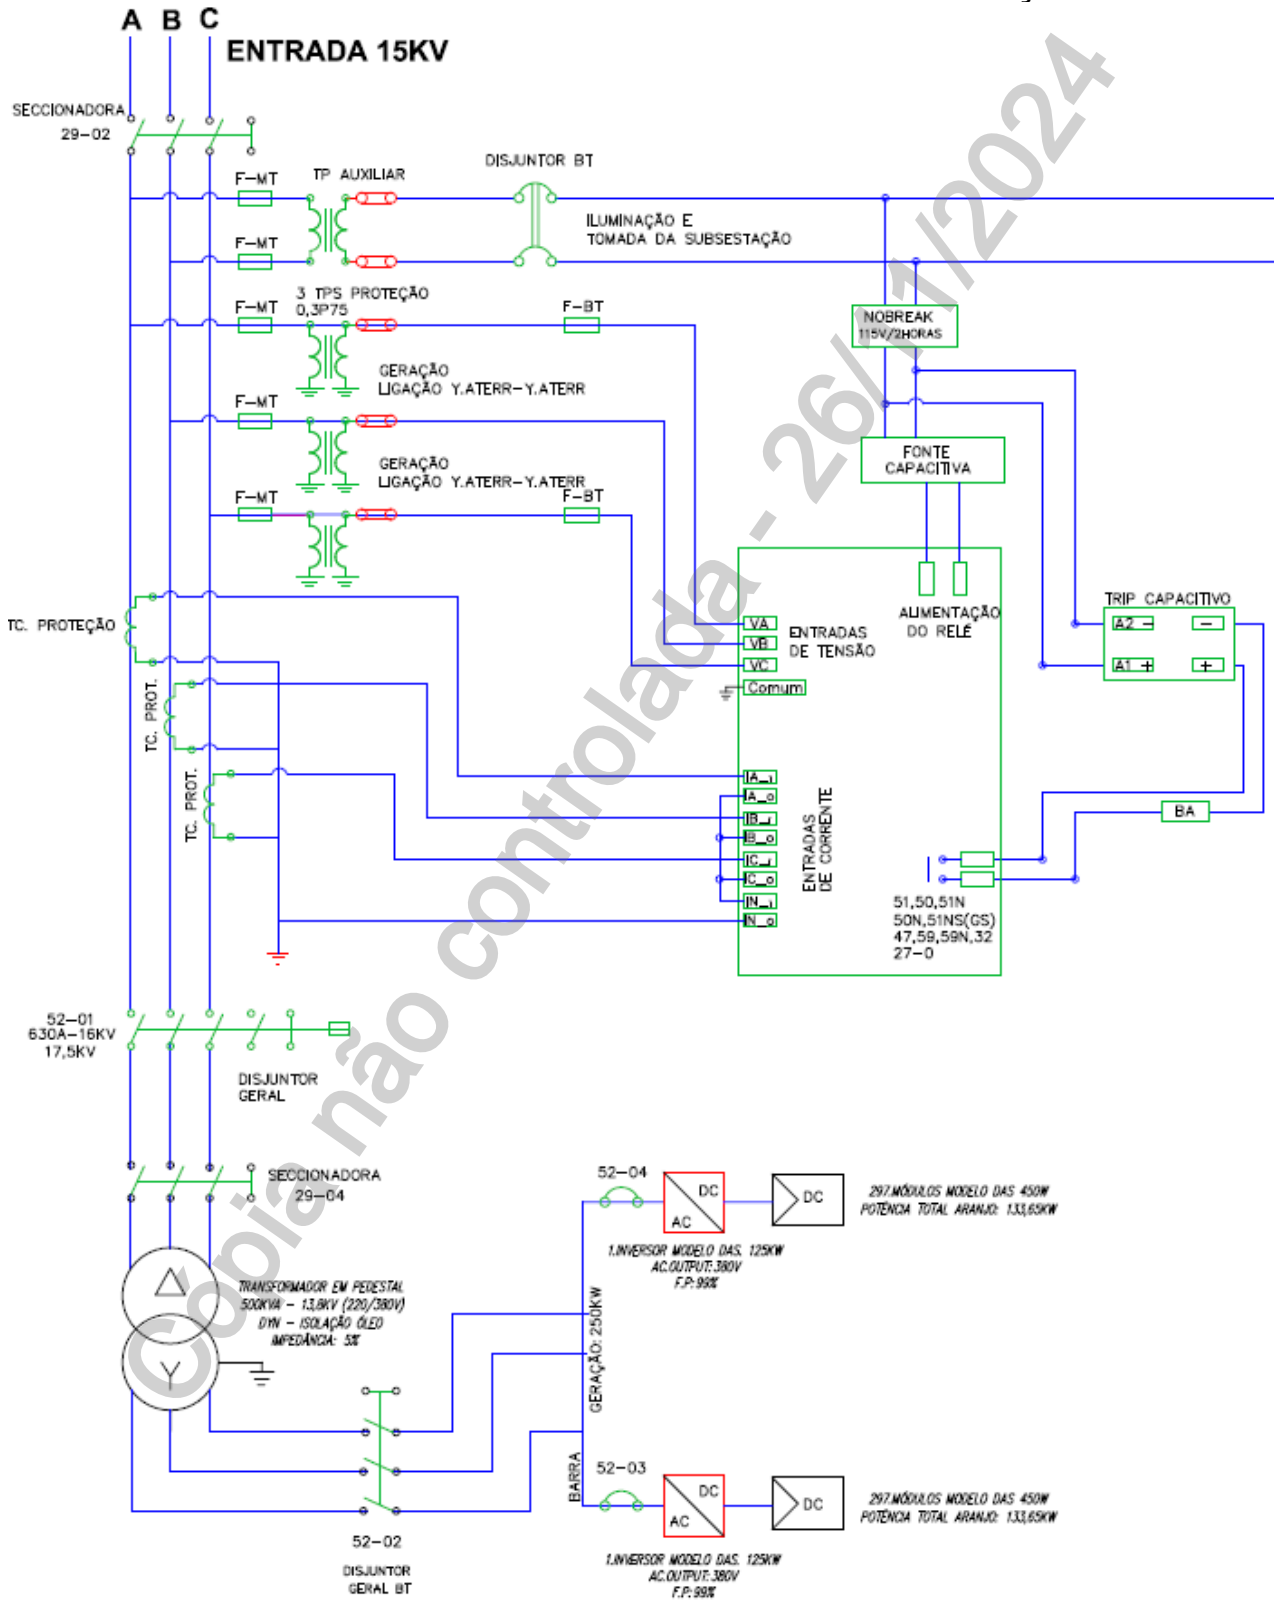 A B C
ENTRADA 15KV
SECCIONADORA
29-02
F-MT
TP AUXILIAR
DISJUNTOR BT
ILUMINAÇÃO E
TOMADA DA SUBSESTAÇÃO
F-MT
3 TPS PROTEÇÃO
0,3P75
F-MT
F-BT
NOBREAK
115V/2HORAS
GERAÇÃO
LIGAÇÃO Y.ATERR-Y.ATERR
F-MT
FONTE
CAPACITIVA
GERAÇÃO
LIGAÇÃO Y.ATERR-Y.ATERR
F-MT
F-BT
TC. PROTEÇÃO
ALIMENTAÇÃO
DO RELÉ
TRIP CAPACITIVO
A2 -
-
A1 +
+
VA
VB
VC
Comum
ENTRADAS
DE TENSÃO
TC. PROT.
TC. PROT.
IA_i
IA_o
IB_i
IB_o
IC_i
IC_o
IN_i
IN_o
ENTRADAS
DE CORRENTE
BA
51,50,51N
50N,51NS(GS)
47,59,59N,32
27-0
52-01
630A-16KV
17,5KV
DISJUNTOR
GERAL
SECCIONADORA
29-04
TRANSFORMADOR EM PEDESTAL
500KVA - 13,8KV (220/380V)
DYN - ISOLAÇÃO ÓLEO
IMPEDÂNCIA: 5%
52-04
DC
AC
DC
297.MÓDULOS MODELO DAS 450W
POTÊNCIA TOTAL ARANJO: 133,65KW
1.INVERSOR MODELO DAS. 125KW
AC.OUTPUT:380V
F.P:99%
GERAÇÃO: 250KW
BARRA
52-03
DC
AC
DC
297.MÓDULOS MODELO DAS 450W
POTÊNCIA TOTAL ARANJO: 133,65KW
1.INVERSOR MODELO DAS. 125KW
AC.OUTPUT:380V
F.P:99%
52-02
DISJUNTOR
GERAL BT
Cópia não controlada - 26/11/2024